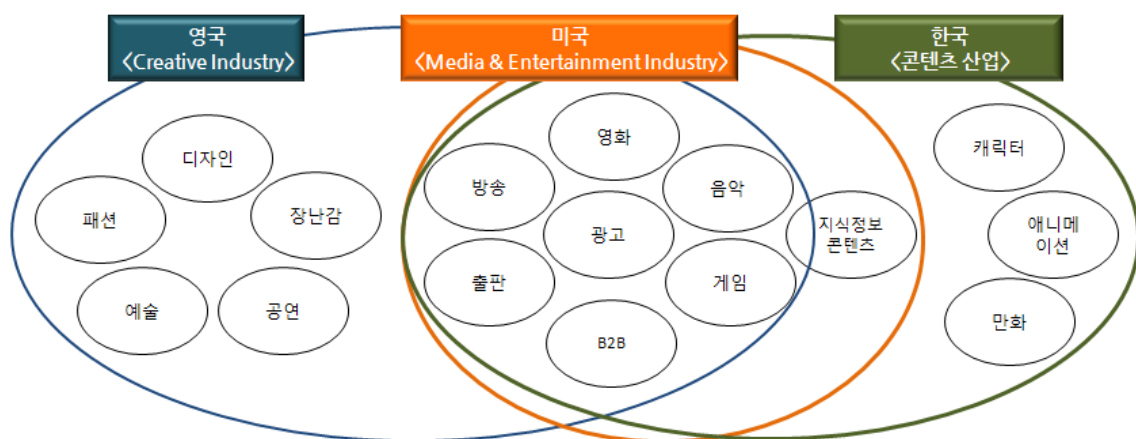 영국
<Creative Industry>
미국
<Media & Entertainment Industry>
한국
<콘텐츠 산업>
디자인
패션
장난감
예술
공연
영화
방송
음악
광고
출판
게임
B2B
지식정보
콘텐츠
캐릭터
애니메
이션
만화